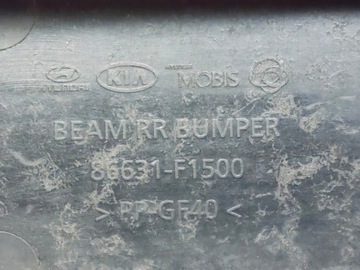 HYUNDAI KIA MOBIS
BEAM RR BUMPER
86631-F1500
> PP-GF40 <